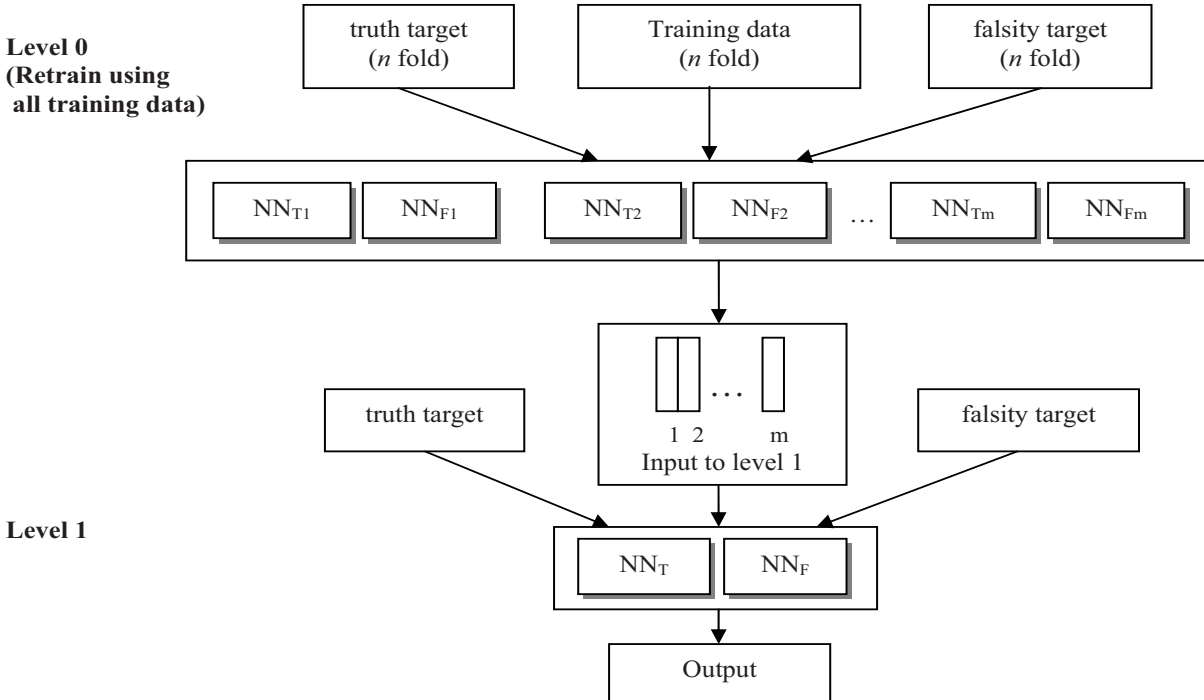 Level 0
(Retrain using
all training data)
truth target
(n fold)
Training data
(n fold)
falsity target
(n fold)
NNT1
NNF1
NNT2
NNF2
...
NNTm
NNFm
...
1 2 m
Input to level 1
truth target
falsity target
Level 1
NNT
NNF
Output